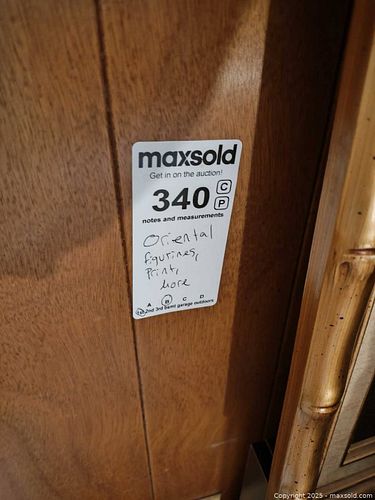 maxsold
Get in on the auction!
340 C
P
notes and measurements
Oriental
figurines,
Print,
More
A B C D
1st 2nd 3rd bsmt garage outdoors
Copyright 2025 - maxsold.com